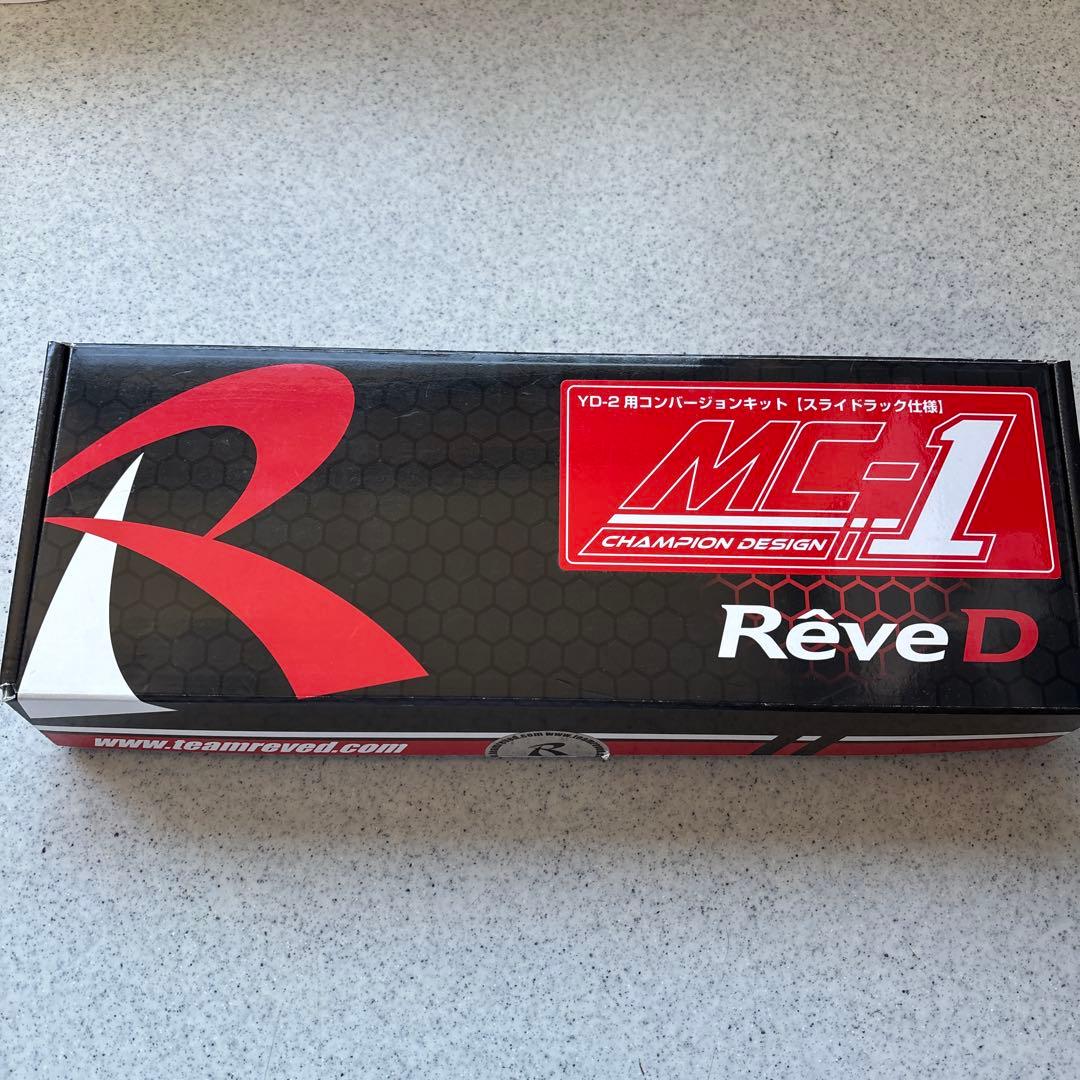 YD-2 用コンバージョンキット【スライドラック仕様】
MC-1
CHAMPION DESIGN
Rêve D
www.teamreved.com
R